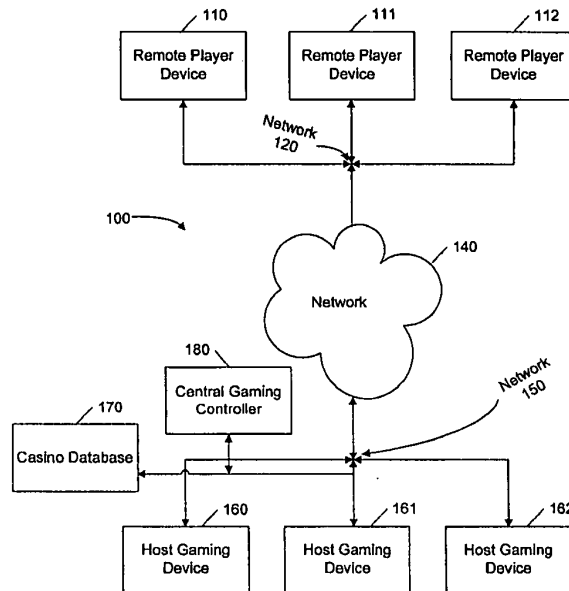 110
111
112
Remote Player
Device
Remote Player
Device
Remote Player
Device
Network
120
100
140
Network
180
Central Gaming
Controller
170
Casino Database
Network
150
160
161
162
Host Gaming
Device
Host Gaming
Device
Host Gaming
Device